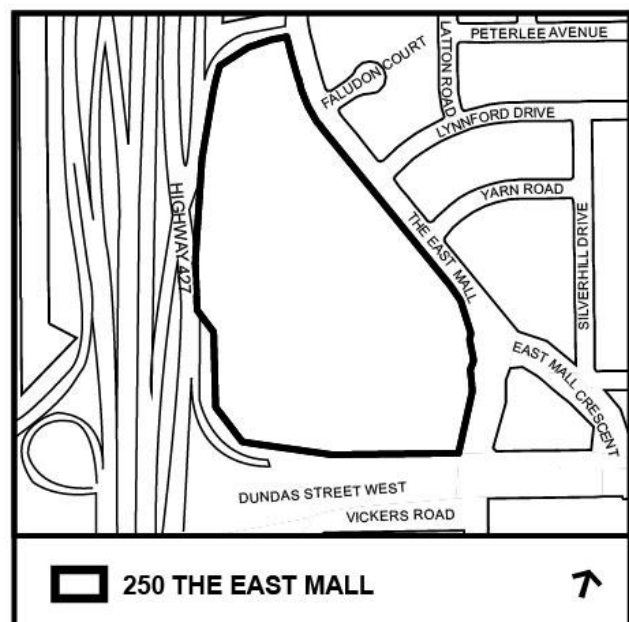 PETERLEE AVENUE
LATTON ROAD
FALUDON COURT
LYNNFORD DRIVE
YARN ROAD
HIGHWAY 427
THE EAST MALL
SILVERHILL DRIVE
EAST MALL CRESCENT
DUNDAS STREET WEST
VICKERS ROAD
250 THE EAST MALL